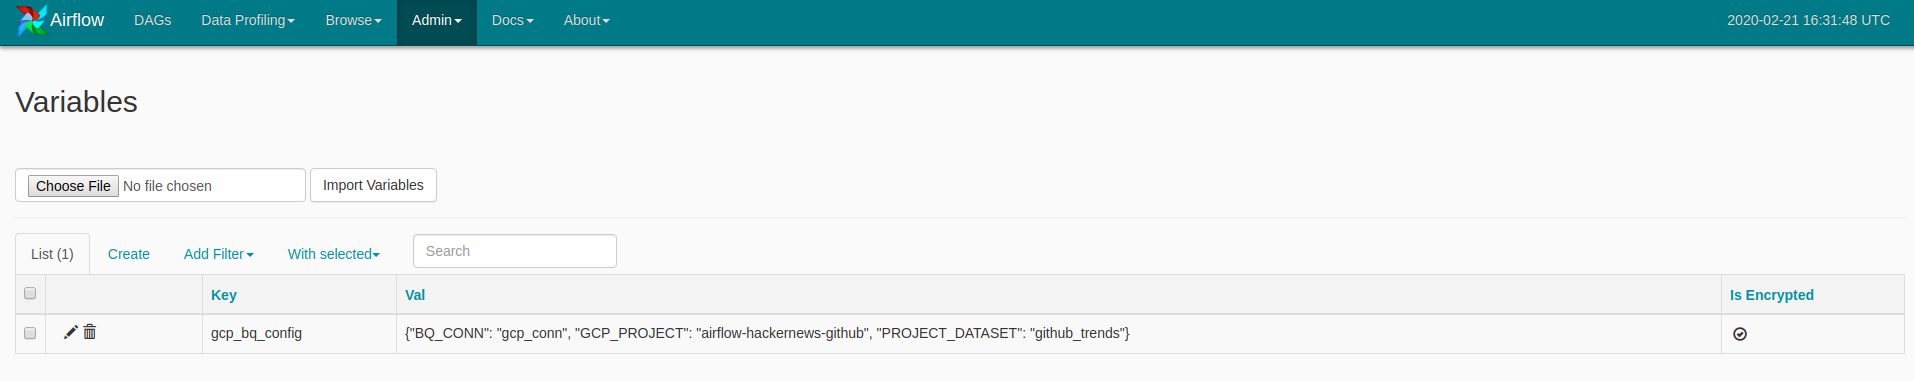 Airflow DAGs Data Profiling Browse Admin Docs About 2020-02-21 16:31:48 UTC
Variables
Choose File No file chosen Import Variables
List (1) Create Add Filter With selected Search
Key Val Is Encrypted
gcp_bq_config {"BQ_CONN": "gcp_conn", "GCP_PROJECT": "airflow-hackernews-github", "PROJECT_DATASET": "github_trends"}